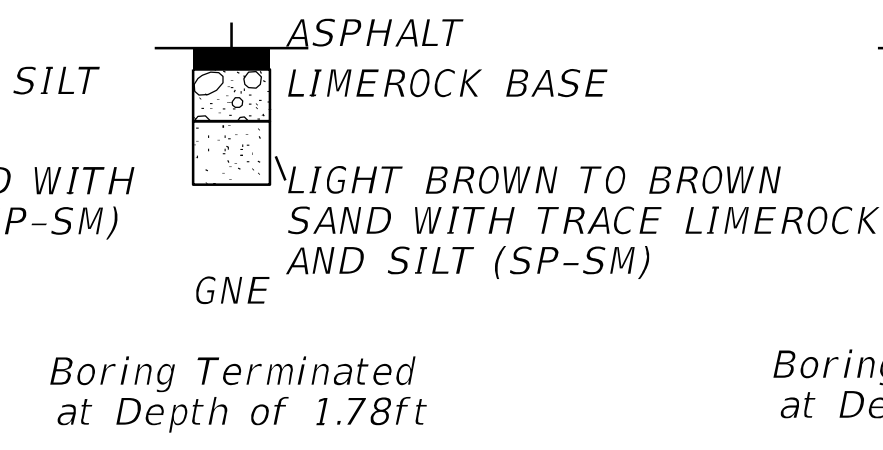 ASPHALT
SILT
LIMEROCK BASE
WITH
LIGHT BROWN TO BROWN
P-SM)
SAND WITH TRACE LIMEROCK
AND SILT (SP-SM)
GNE
Boring Terminated
at Depth of 1.78ft
Boring
at De